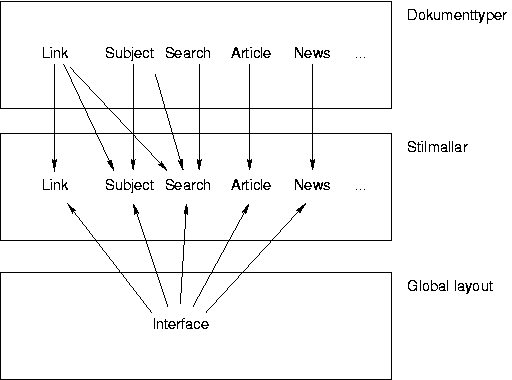 Dokumenttyper
Link Subject Search Article News ...
Stilmallar
Link Subject Search Article News ...
Global layout
Interface